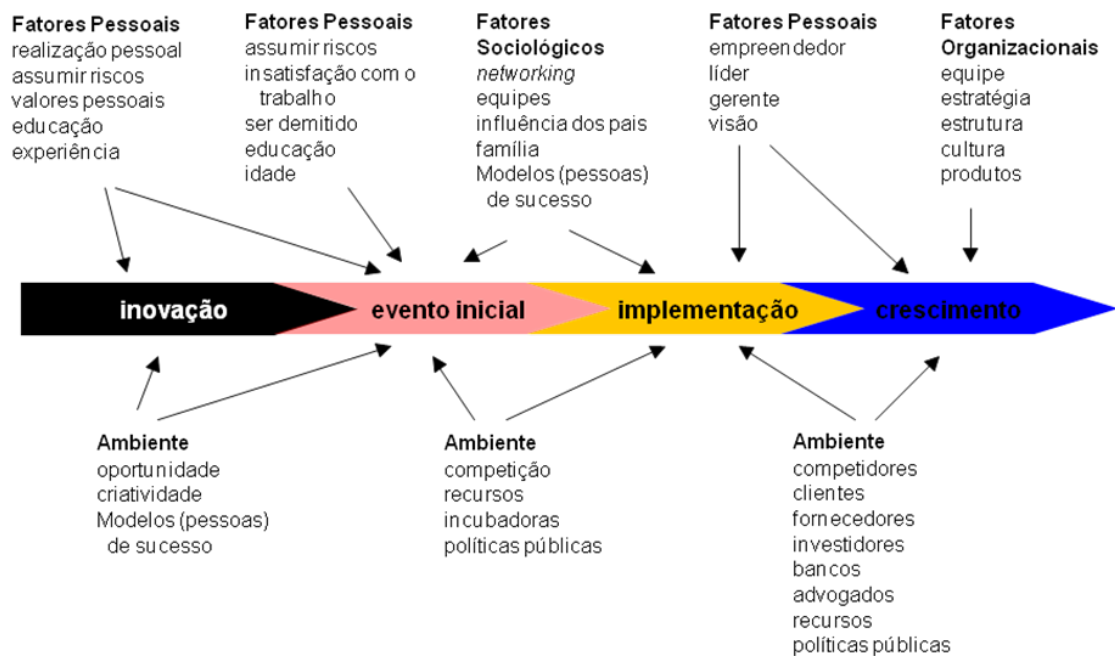 Fatores Pessoais
realização pessoal
assumir riscos
valores pessoais
educação
experiência
Fatores Pessoais
assumir riscos
insatisfação com o
trabalho
ser demitido
educação
idade
Fatores
Sociológicos
networking
equipes
influência dos pais
família
Modelos (pessoas)
de sucesso
Fatores Pessoais
empreendedor
líder
gerente
visão
Fatores
Organizacionais
equipe
estratégia
estrutura
cultura
produtos
inovação
evento inicial
implementação
crescimento
Ambiente
oportunidade
criatividade
Modelos (pessoas)
de sucesso
Ambiente
competição
recursos
incubadoras
políticas públicas
Ambiente
competidores
clientes
fornecedores
investidores
bancos
advogados
recursos
políticas públicas